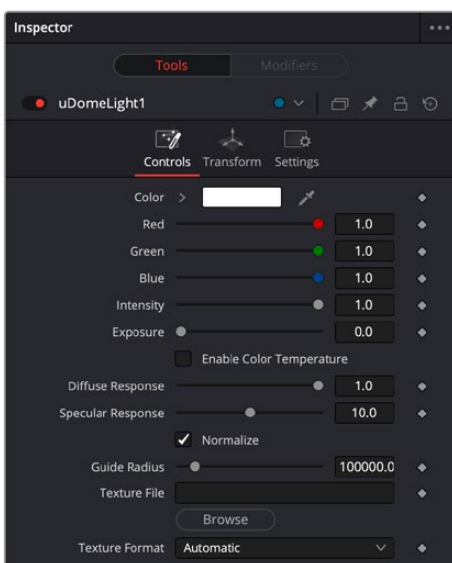 Inspector
Tools Modifiers
uDomeLight1
Controls Transform Settings
Color
Red 1.0
Green 1.0
Blue 1.0
Intensity 1.0
Exposure 0.0
Enable Color Temperature
Diffuse Response 1.0
Specular Response 10.0
Normalize
Guide Radius 100000.0
Texture File
Browse
Texture Format Automatic